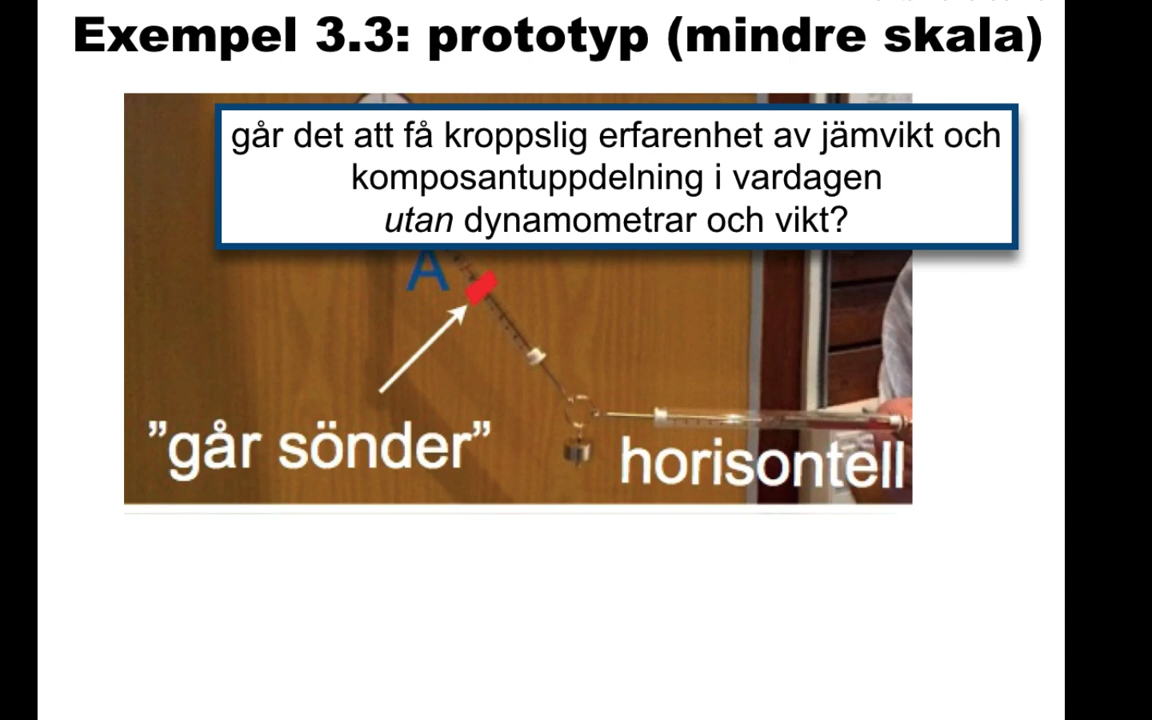 Exempel 3.3: prototyp (mindre skala)
går det att få kroppslig erfarenhet av jämvikt och
komposantuppdelning i vardagen
utan dynamometrar och vikt?
A
”går sönder”
horisontell